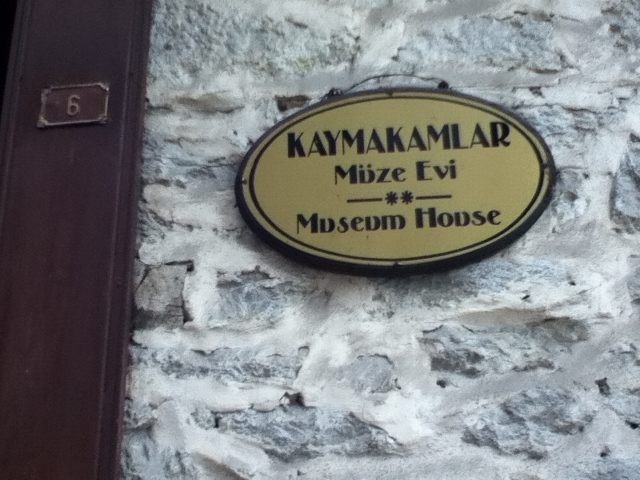 6
KAYMAKAMLAR
Müze Evi
**
Museum House